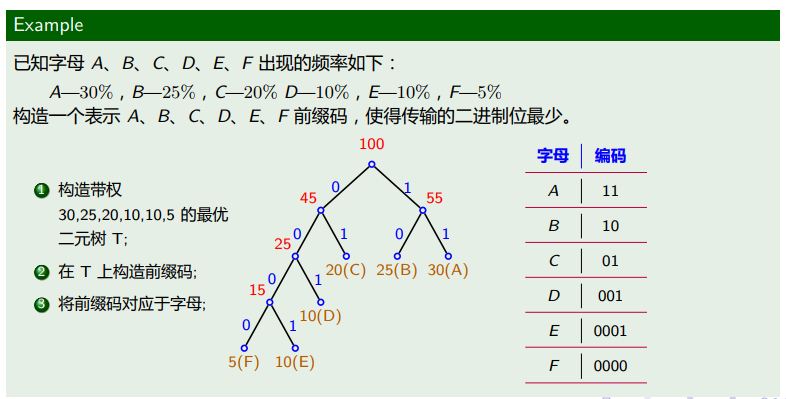 Example
已知字母 A、B、C、D、E、F 出现的频率如下：
A—30%，B—25%，C—20% D—10%，E—10%，F—5%
构造一个表示 A、B、C、D、E、F 前缀码，使得传输的二进制位最少。
1 构造带权
30,25,20,10,10,5 的最优
二元树 T;
2 在 T 上构造前缀码;
3 将前缀码对应于字母;
100
0 1
45 55
0 1 0 1
25 20(C) 25(B) 30(A)
0 1
15 10(D)
0 1
5(F) 10(E)
字母 编码
A 11
B 10
C 01
D 001
E 0001
F 0000